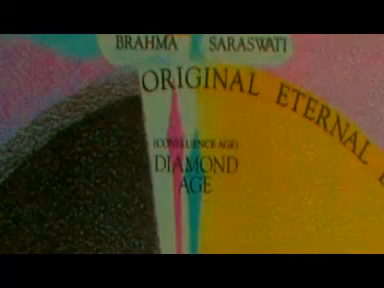 BRAHMA SARASWATI
ORIGINAL ETERNAL
(CONFLUENCE AGE)
DIAMOND
AGE